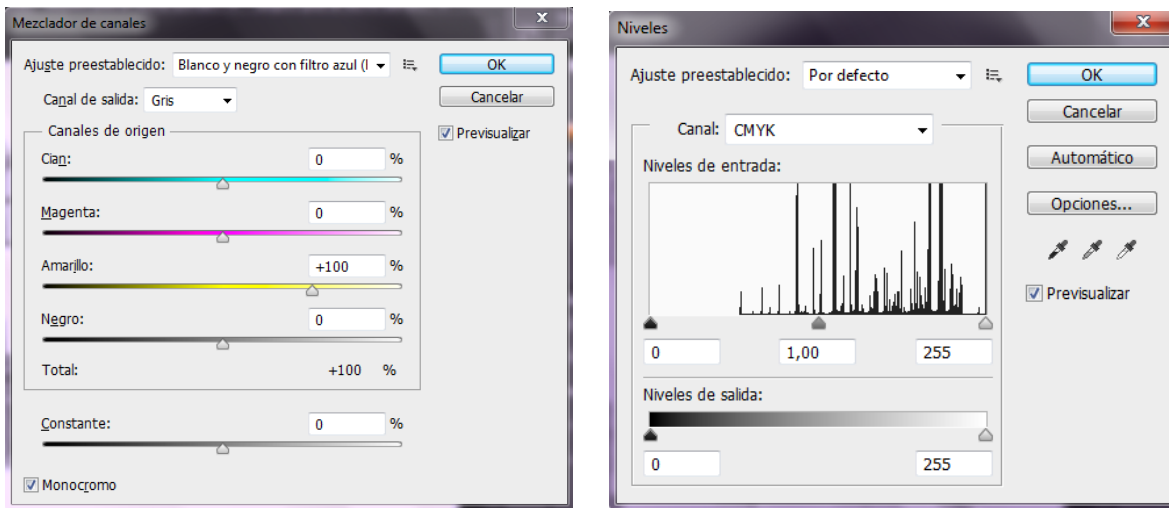 Mezclador de canales
x
Ajuste preestablecido: Blanco y negro con filtro azul (
OK
Canal de salida: Gris
Cancelar
Canales de origen
Previsualizar
Cian: 0 %
Magenta: 0 %
Amarillo: +100 %
Negro: 0 %
Total: +100 %
Constante: 0 %
Monocromo
Niveles
x
Ajuste preestablecido: Por defecto
OK
Canal: CMYK
Cancelar
Niveles de entrada:
Automático
Opciones...
Previsualizar
0 1,00 255
Niveles de salida:
0 255